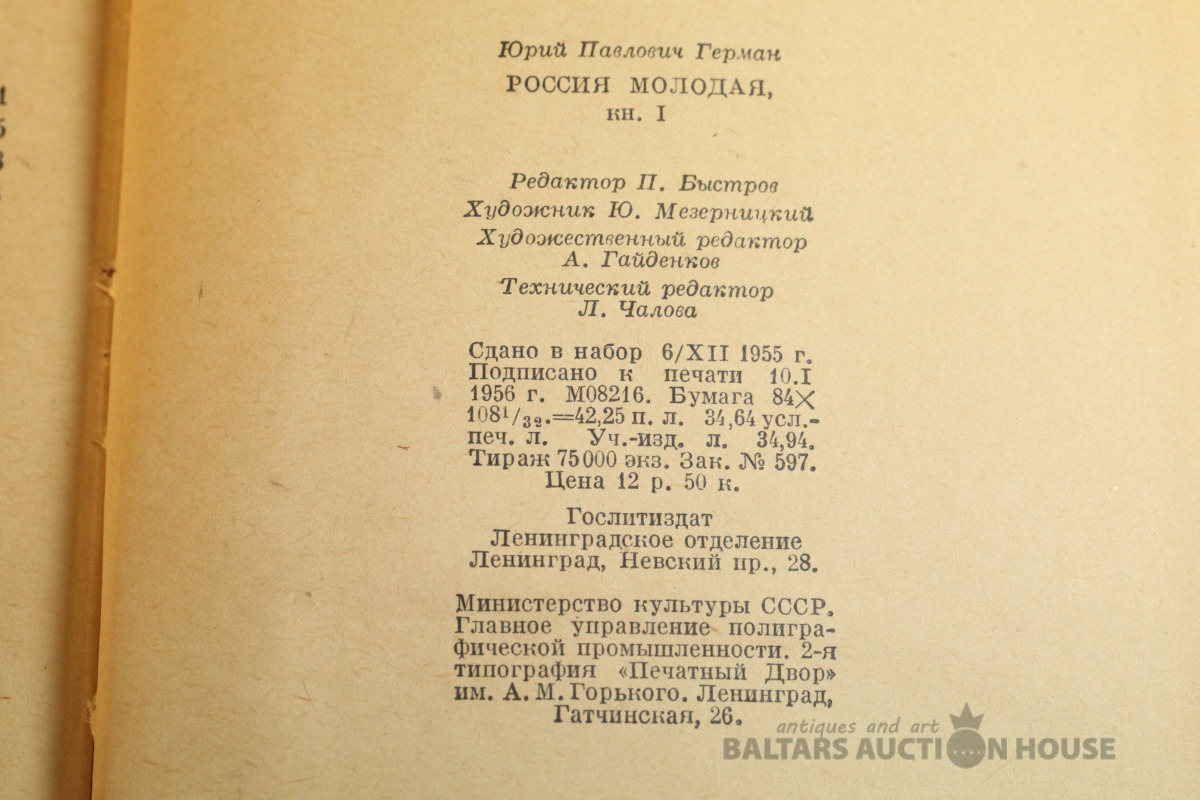 Юрий Павлович Герман
РОССИЯ МОЛОДАЯ,
кн. I
Редактор П. Быстров
Художник Ю. Мезерницкий
Художественный редактор
А. Гайденков
Технический редактор
Л. Чалова
Сдано в набор 6/XII 1955 г.
Подписано к печати 10.I
1956 г. М08216. Бумага 84×
108¹/₃₂.=42,25 п. л. 34,64 усл.-
печ. л. Уч.-изд. л. 34,94.
Тираж 75000 экз. Зак. № 597.
Цена 12 р. 50 к.
Гослитиздат
Ленинградское отделение
Ленинград, Невский пр., 28.
Министерство культуры СССР.
Главное управление полигра-
фической промышленности. 2-я
типография «Печатный Двор»
им. А. М. Горького. Ленинград,
Гатчинская, 26.
antiques and art
BALTARS AUCTION HOUSE